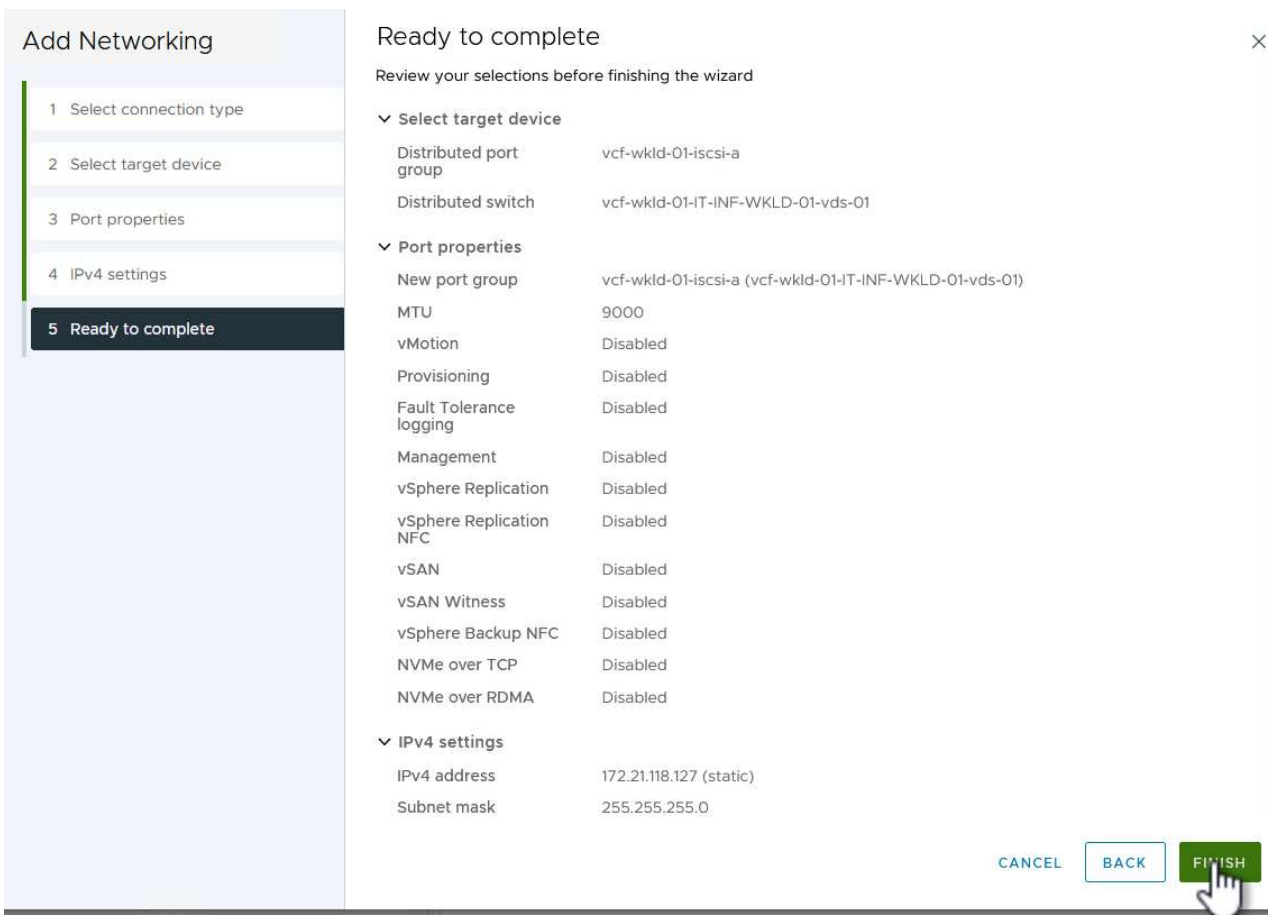 Add Networking
1 Select connection type
2 Select target device
3 Port properties
4 IPv4 settings
5 Ready to complete
Ready to complete
Review your selections before finishing the wizard
Select target device
Distributed port
group
vcf-wkld-01-iscsi-a
Distributed switch vcf-wkld-01-IT-INF-WKLD-01-vds-01
Port properties
New port group vcf-wkld-01-iscsi-a (vcf-wkld-01-IT-INF-WKLD-01-vds-01)
MTU 9000
vMotion Disabled
Provisioning Disabled
Fault Tolerance
logging
Disabled
Management Disabled
vSphere Replication Disabled
vSphere Replication
NFC
Disabled
vSAN Disabled
vSAN Witness Disabled
vSphere Backup NFC Disabled
NVMe over TCP Disabled
NVMe over RDMA Disabled
IPv4 settings
IPv4 address 172.21.118.127 (static)
Subnet mask 255.255.255.0
CANCEL BACK FINISH